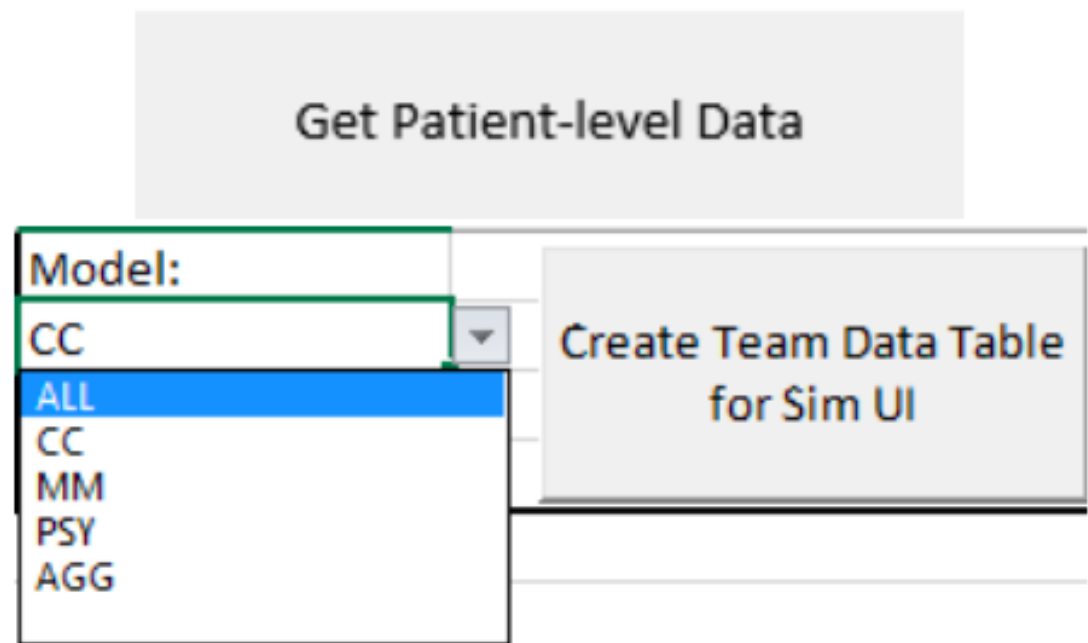 Get Patient-level Data
Model:
CC
Create Team Data Table
for Sim UI
ALL
CC
MM
PSY
AGG